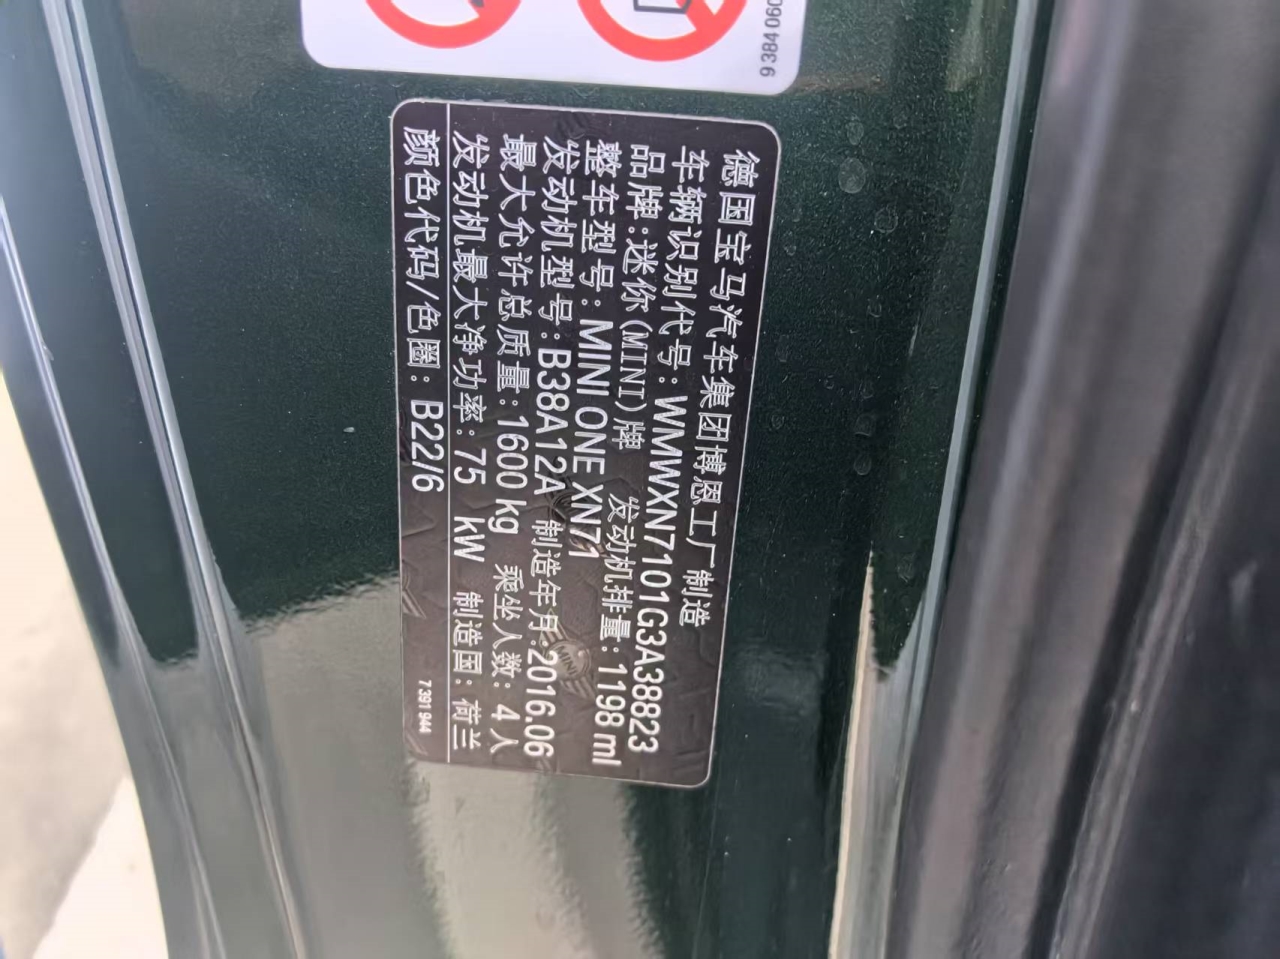 9 384 060
德国宝马汽车集团博恩工厂制造
车辆识别代号: WMWXN7101G3A38823
品牌:迷你(MINI)牌 发动机排量: 1198 ml
整车型号: MINI ONE XN71
发动机型号: B38A12A 制造年月: 2016.06
最大允许总质量: 1600 kg 乘坐人数: 4 人
发动机最大净功率: 75 kW 制造国: 荷兰
颜色代码/色圈: B22/6
7 391 944
MINI